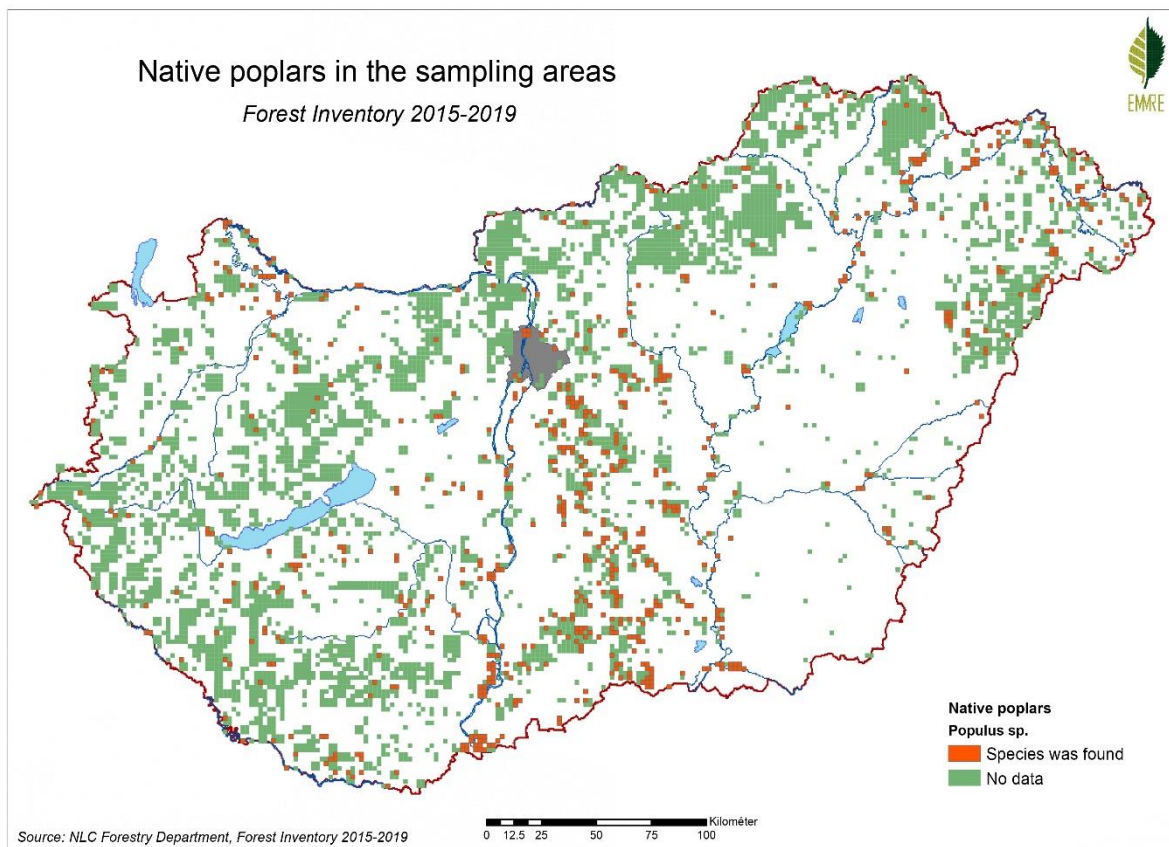 Native poplars in the sampling areas
Forest Inventory 2015-2019
EMMRE
Native poplars
Populus sp.
Species was found
No data
Kilométer
0 12.5 25 50 75 100
Source: NLC Forestry Department, Forest Inventory 2015-2019